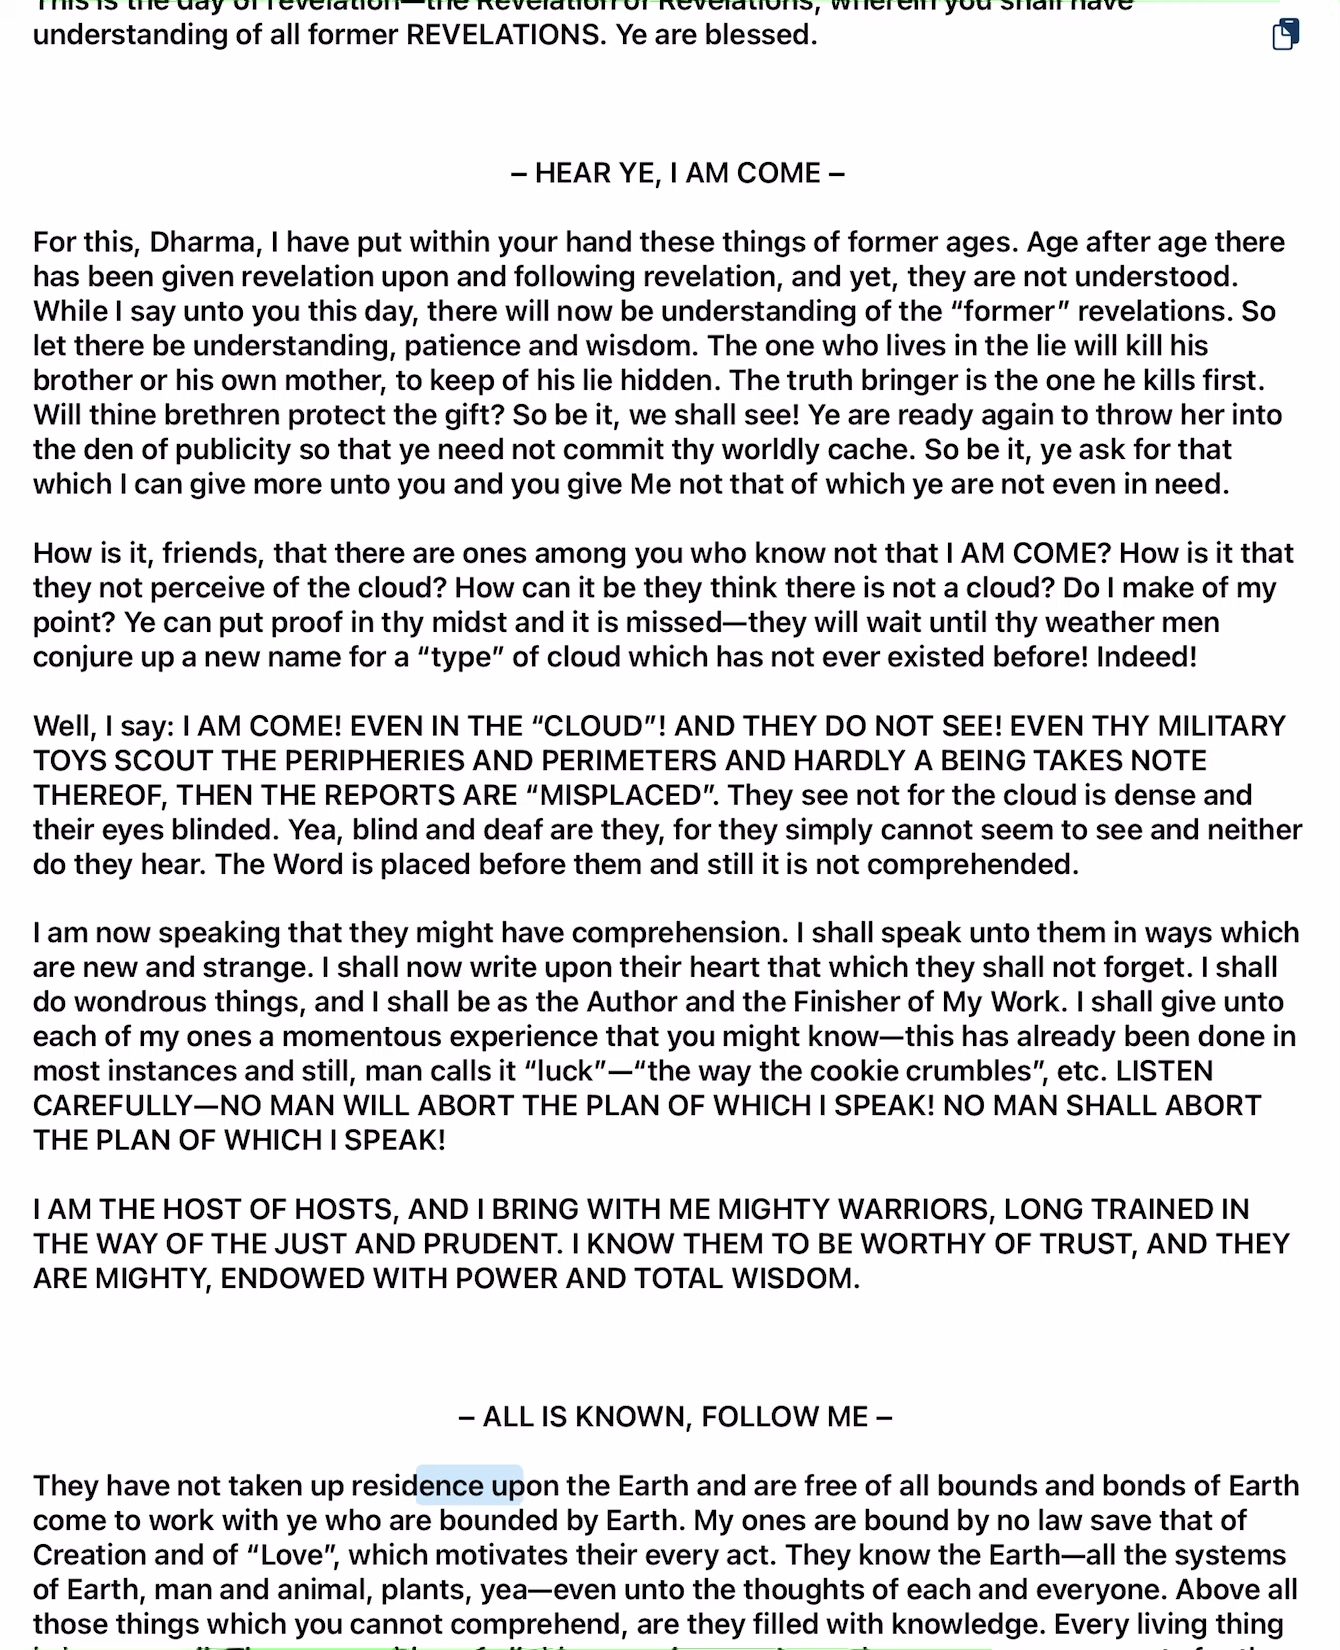 This is the day of revelation—the Revelation of Revelations, wherein you shall have
understanding of all former REVELATIONS. Ye are blessed.
– HEAR YE, I AM COME –
For this, Dharma, I have put within your hand these things of former ages. Age after age there
has been given revelation upon and following revelation, and yet, they are not understood.
While I say unto you this day, there will now be understanding of the “former” revelations. So
let there be understanding, patience and wisdom. The one who lives in the lie will kill his
brother or his own mother, to keep of his lie hidden. The truth bringer is the one he kills first.
Will thine brethren protect the gift? So be it, we shall see! Ye are ready again to throw her into
the den of publicity so that ye need not commit thy worldly cache. So be it, ye ask for that
which I can give more unto you and you give Me not that of which ye are not even in need.
How is it, friends, that there are ones among you who know not that I AM COME? How is it that
they not perceive of the cloud? How can it be they think there is not a cloud? Do I make of my
point? Ye can put proof in thy midst and it is missed—they will wait until thy weather men
conjure up a new name for a “type” of cloud which has not ever existed before! Indeed!
Well, I say: I AM COME! EVEN IN THE “CLOUD”! AND THEY DO NOT SEE! EVEN THY MILITARY
TOYS SCOUT THE PERIPHERIES AND PERIMETERS AND HARDLY A BEING TAKES NOTE
THEREOF, THEN THE REPORTS ARE “MISPLACED”. They see not for the cloud is dense and
their eyes blinded. Yea, blind and deaf are they, for they simply cannot seem to see and neither
do they hear. The Word is placed before them and still it is not comprehended.
I am now speaking that they might have comprehension. I shall speak unto them in ways which
are new and strange. I shall now write upon their heart that which they shall not forget. I shall
do wondrous things, and I shall be as the Author and the Finisher of My Work. I shall give unto
each of my ones a momentous experience that you might know—this has already been done in
most instances and still, man calls it “luck”—“the way the cookie crumbles”, etc. LISTEN
CAREFULLY—NO MAN WILL ABORT THE PLAN OF WHICH I SPEAK! NO MAN SHALL ABORT
THE PLAN OF WHICH I SPEAK!
I AM THE HOST OF HOSTS, AND I BRING WITH ME MIGHTY WARRIORS, LONG TRAINED IN
THE WAY OF THE JUST AND PRUDENT. I KNOW THEM TO BE WORTHY OF TRUST, AND THEY
ARE MIGHTY, ENDOWED WITH POWER AND TOTAL WISDOM.
– ALL IS KNOWN, FOLLOW ME –
They have not taken up residence upon the Earth and are free of all bounds and bonds of Earth
come to work with ye who are bounded by Earth. My ones are bound by no law save that of
Creation and of “Love”, which motivates their every act. They know the Earth—all the systems
of Earth, man and animal, plants, yea—even unto the thoughts of each and everyone. Above all
those things which you cannot comprehend, are they filled with knowledge. Every living thing